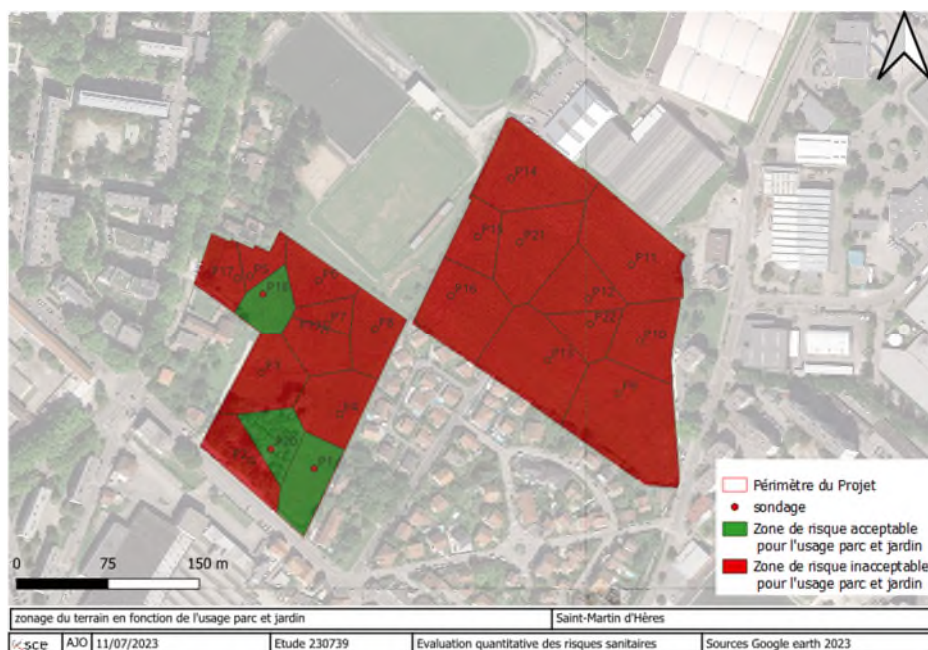 P14
P15
P21
P11
P17
P5
P18
P6
P16
P12
P7
P8
P22
P10
P13
P3
P9
P4
P20
P1
Périmètre du Projet
sondage
Zone de risque acceptable
pour l'usage parc et jardin
Zone de risque inacceptable
pour l'usage parc et jardin
0 75 150 m
zonage du terrain en fonction de l'usage parc et jardin Saint-Martin d'Hères
sce AJO 11/07/2023 Etude 230739 Evaluation quantitative des risques sanitaires Sources Google earth 2023